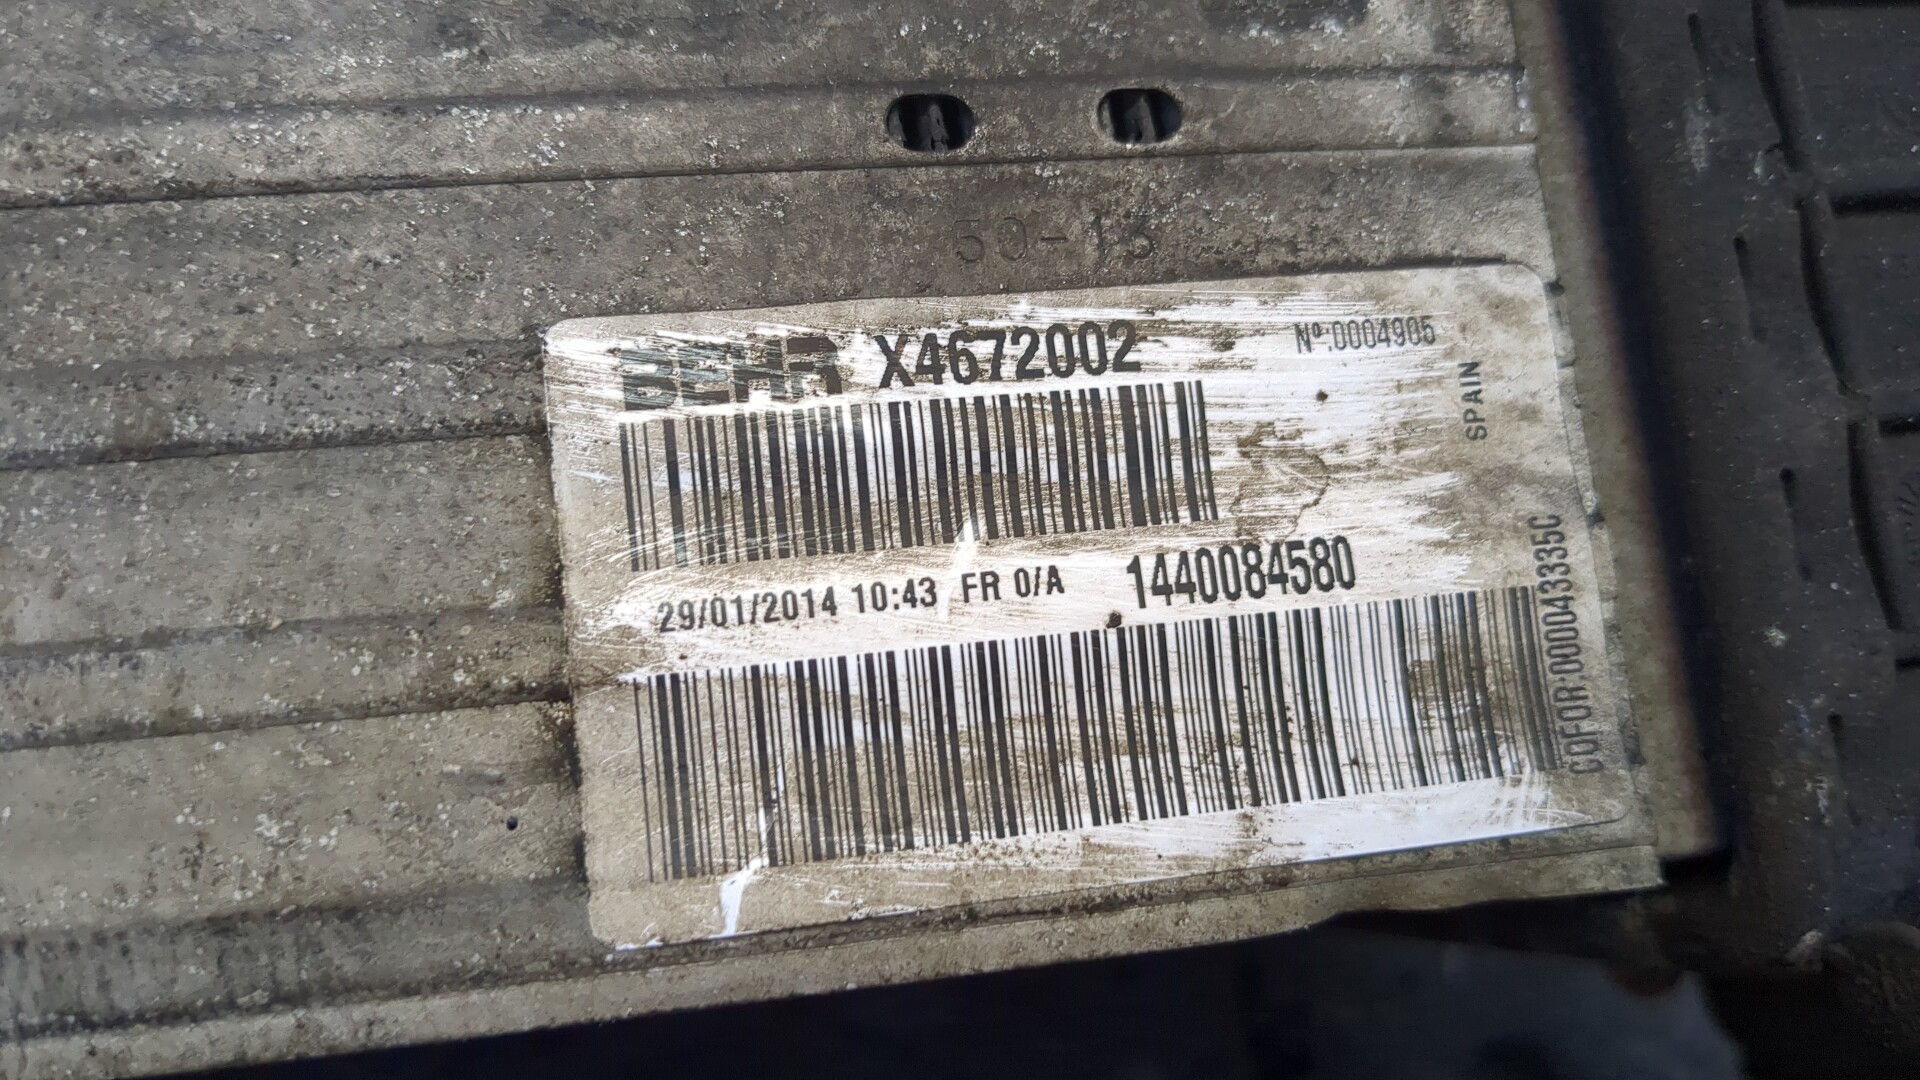 50-13
BEHR X4672002
Nº:0004905
SPAIN
29/01/2014 10:43 FR 0/A 1440084580
COFOR:000043335C